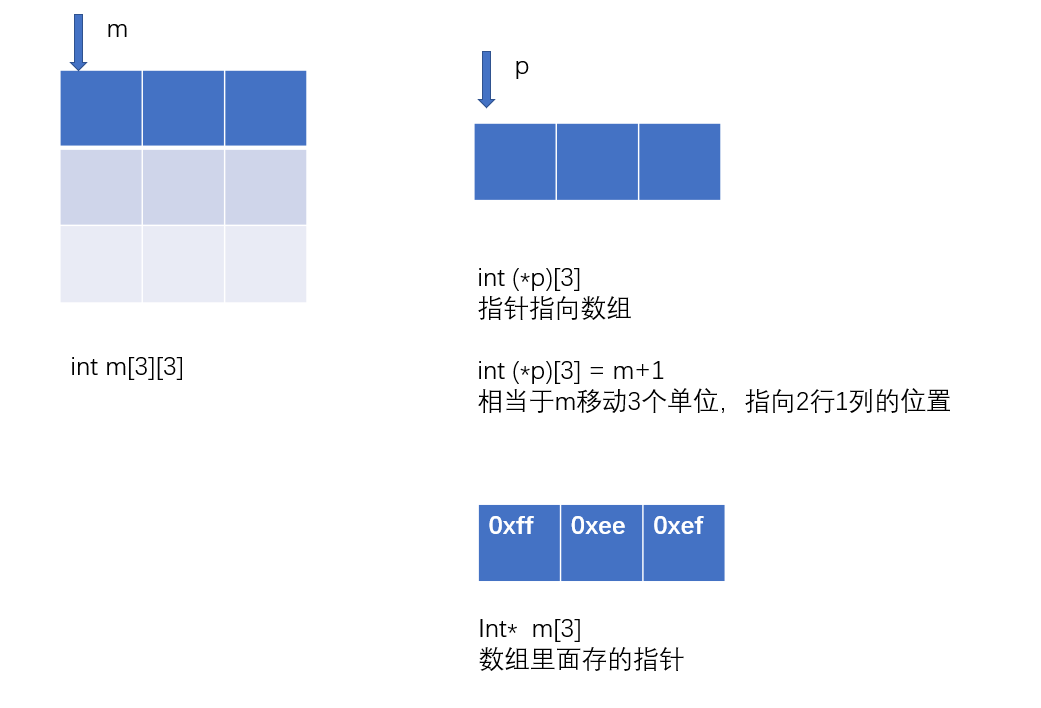 m
p
int (*p)[3]
指针指向数组
int m[3][3]
int (*p)[3] = m+1
相当于m移动3个单位，指向2行1列的位置
0xff 0xee 0xef
Int* m[3]
数组里面存的指针